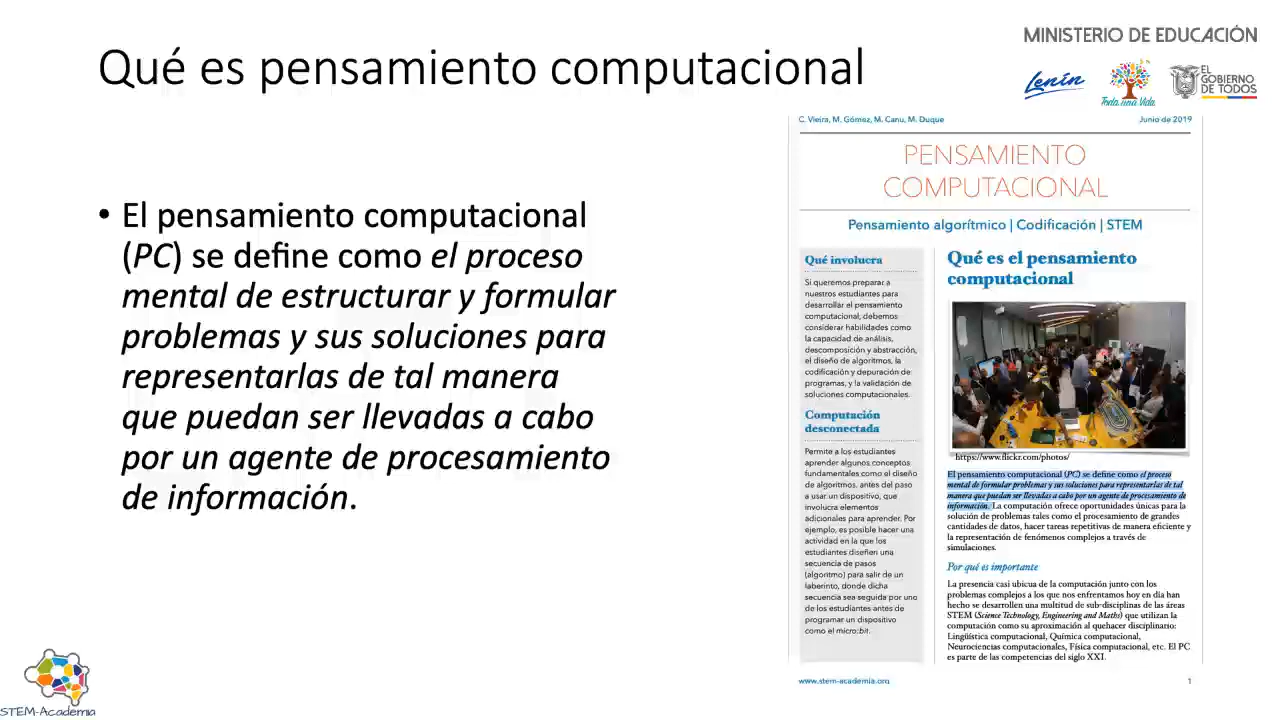 Qué es pensamiento computacional
MINISTERIO DE EDUCACIÓN
Lenín
Toda una Vida
EL
GOBIERNO
DE TODOS
• El pensamiento computacional
(PC) se define como el proceso
mental de estructurar y formular
problemas y sus soluciones para
representarlas de tal manera
que puedan ser llevadas a cabo
por un agente de procesamiento
de información.
C. Vieira, M. Gómez, M. Canu, M. Duque
Junio de 2019
PENSAMIENTO
COMPUTACIONAL
Pensamiento algorítmico | Codificación | STEM
Qué involucra
Si queremos preparar a
nuestros estudiantes para
desarrollar el pensamiento
computacional, debemos
considerar habilidades como
la capacidad de análisis,
descomposición y abstracción,
el diseño de algoritmos, la
codificación y depuración de
programas, y la validación de
soluciones computacionales.
Computación
desconectada
Permite a los estudiantes
aprender algunos conceptos
fundamentales como el diseño
de algoritmos, antes del paso
a usar un dispositivo, que
involucra elementos
adicionales para aprender. Por
ejemplo, es posible hacer una
actividad en la que los
estudiantes diseñen una
secuencia de pasos
(algoritmo) para salir de un
laberinto, donde dicha
secuencia sea seguida por uno
de los estudiantes antes de
programar un dispositivo
como el micro:bit.
Qué es el pensamiento
computacional
https://www.flickr.com/photos/
El pensamiento computacional (PC) se define como el proceso
mental de formular problemas y sus soluciones para representarlas de tal
manera que puedan ser llevadas a cabo por un agente de procesamiento de
información. La computación ofrece oportunidades únicas para la
solución de problemas tales como el procesamiento de grandes
cantidades de datos, hacer tareas repetitivas de manera eficiente y
la representación de fenómenos complejos a través de
simulaciones.
Por qué es importante
La presencia casi ubicua de la computación junto con los
problemas complejos a los que nos enfrentamos hoy en día han
hecho se desarrollen una multitud de sub-disciplinas de las áreas
STEM (Science Technology, Engineering and Maths) que utilizan la
computación como su aproximación al quehacer disciplinario:
Lingüística computacional, Química computacional,
Neurociencias computacionales, Física computacional, etc. El PC
es parte de las competencias del siglo XXI.
www.stem-academia.org
1
STEM-Academia